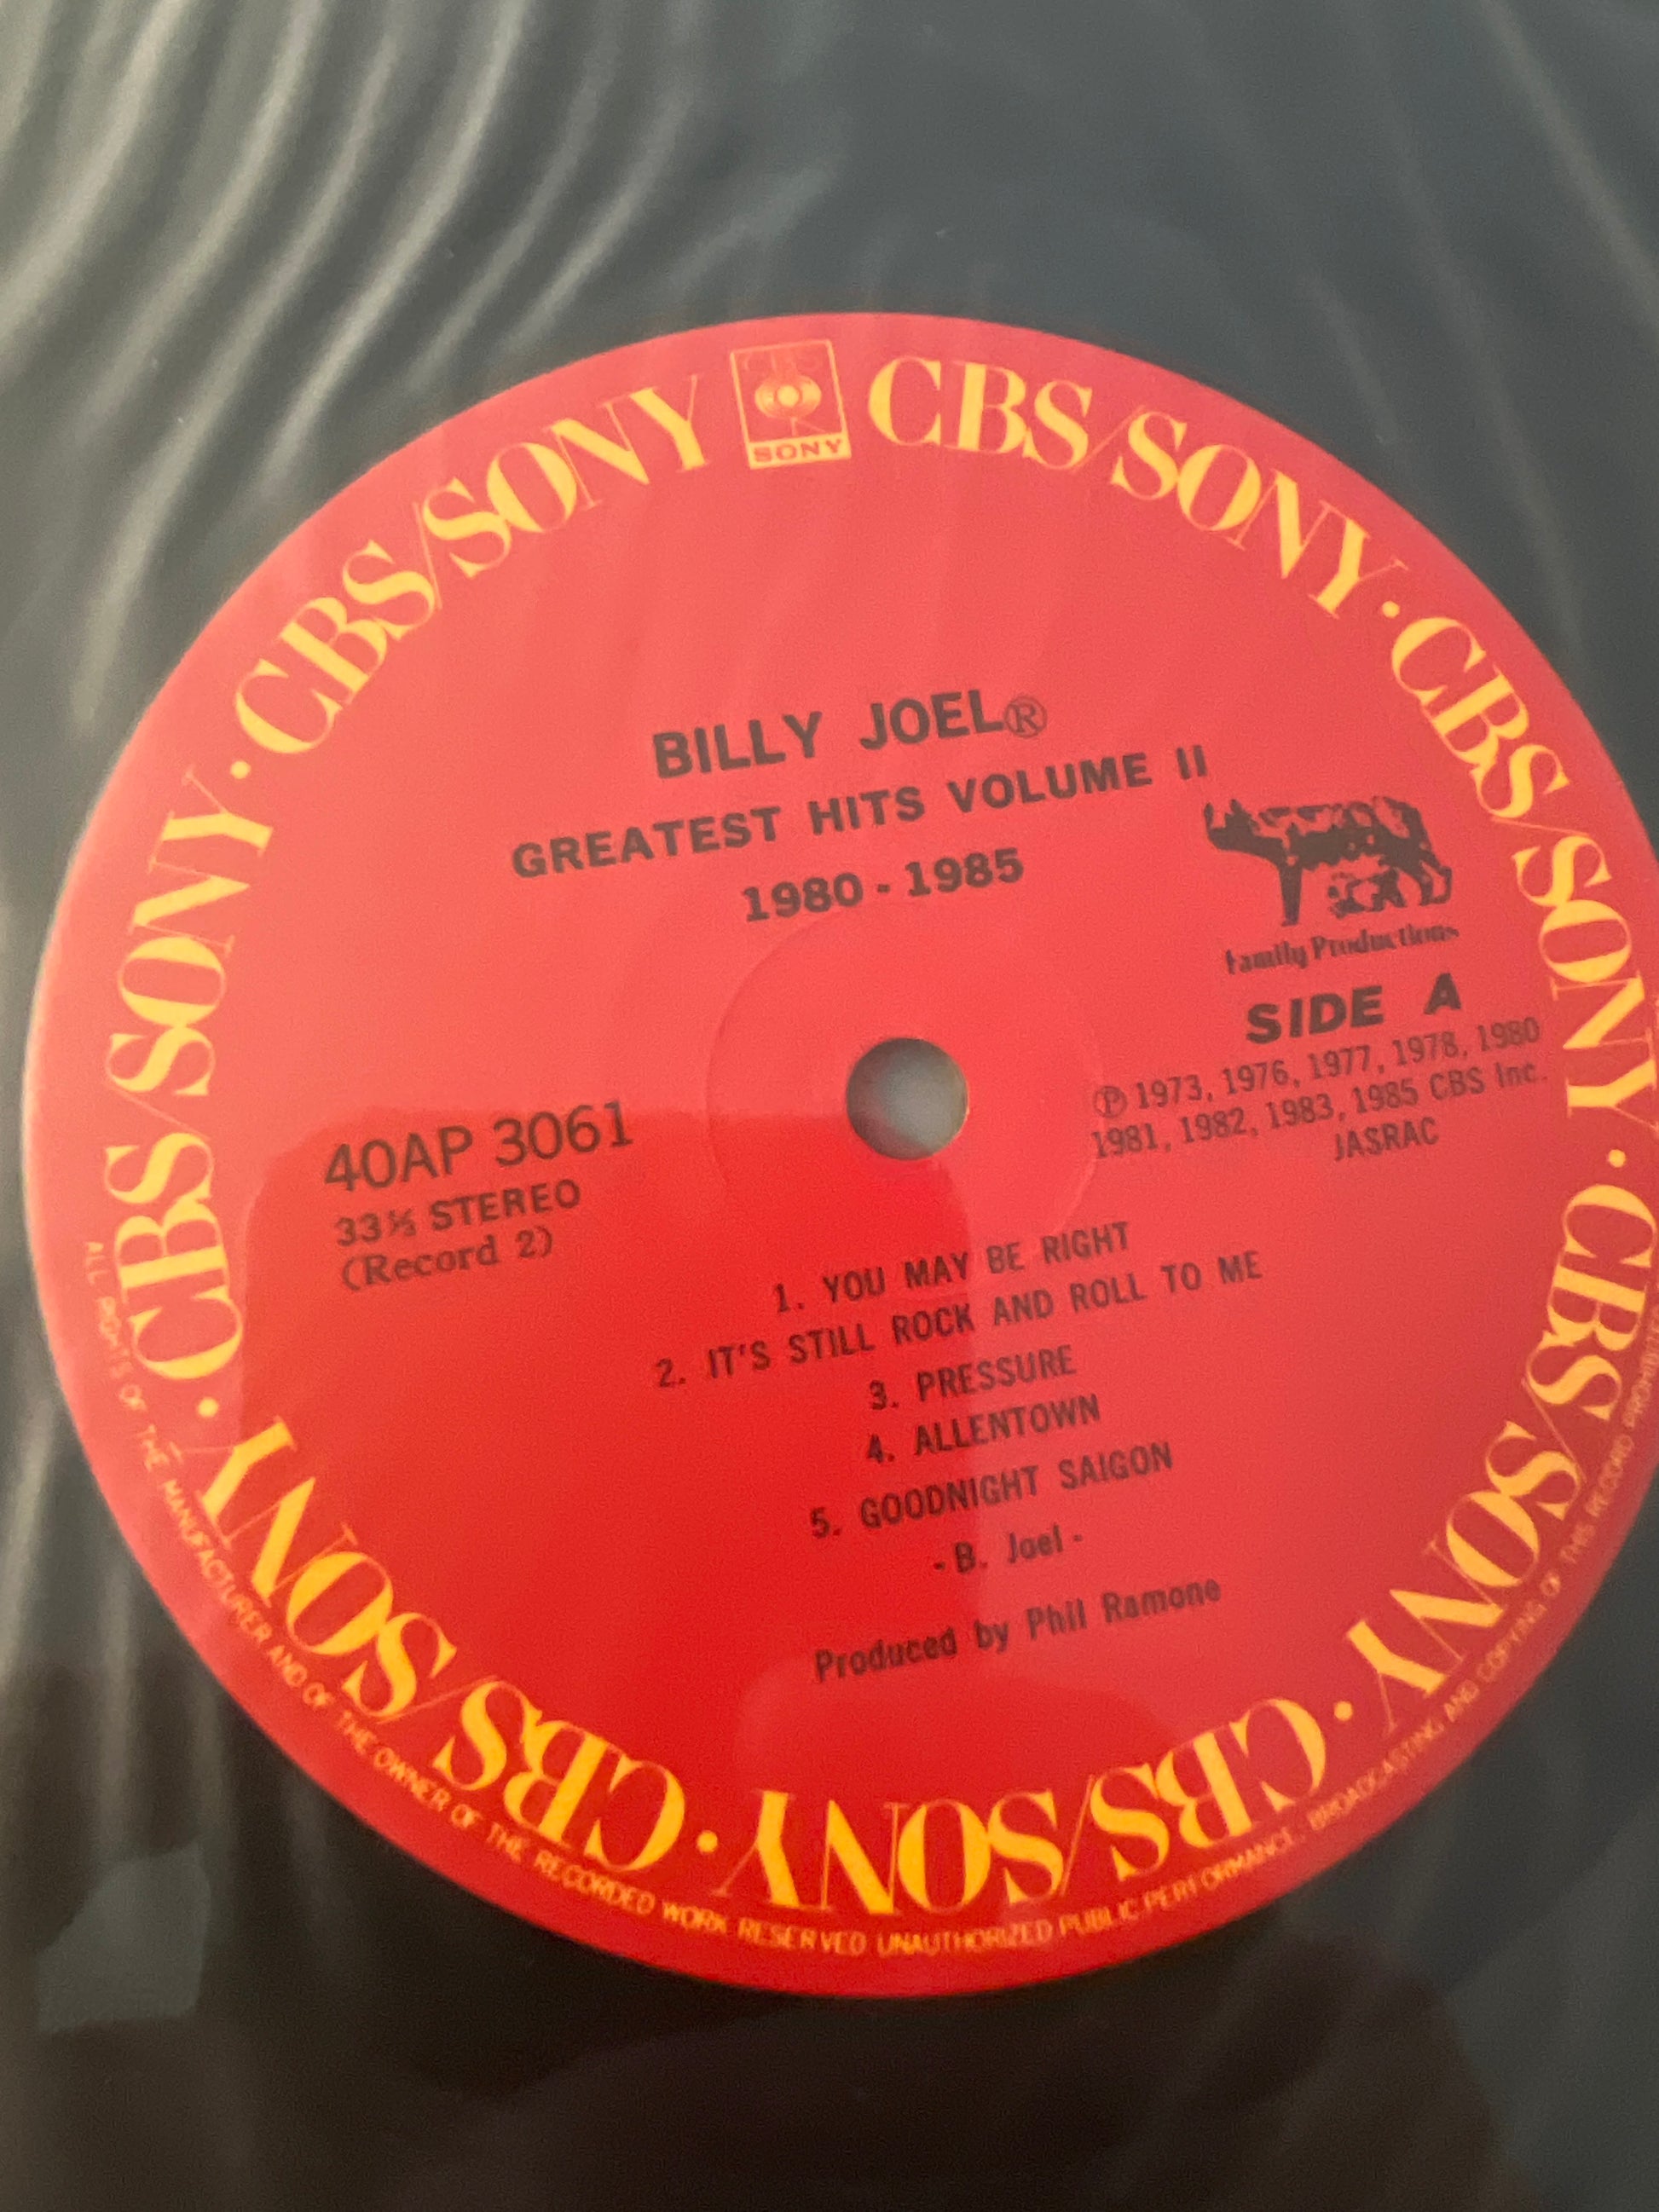 CBS/SONY · CBS/SONY · CBS/SONY · CBS/SONY · CBS/SONY · CBS/SONY · CBS/SONY · CBS/SONY
SONY
BILLY JOEL®
GREATEST HITS VOLUME II
1980 - 1985
Family Productions
SIDE A
Ⓟ 1973, 1976, 1977, 1978, 1980
1981, 1982, 1983, 1985 CBS Inc.
JASRAC
40AP 3061
33⅓ STEREO
(Record 2)
1. YOU MAY BE RIGHT
2. IT'S STILL ROCK AND ROLL TO ME
3. PRESSURE
4. ALLENTOWN
5. GOODNIGHT SAIGON
- B. Joel -
Produced by Phil Ramone
ALL RIGHTS OF THE MANUFACTURER AND OF THE OWNER OF THE RECORDED WORK RESERVED UNAUTHORIZED PUBLIC PERFORMANCE, BROADCASTING AND COPYING OF THIS RECORD PROHIBITED